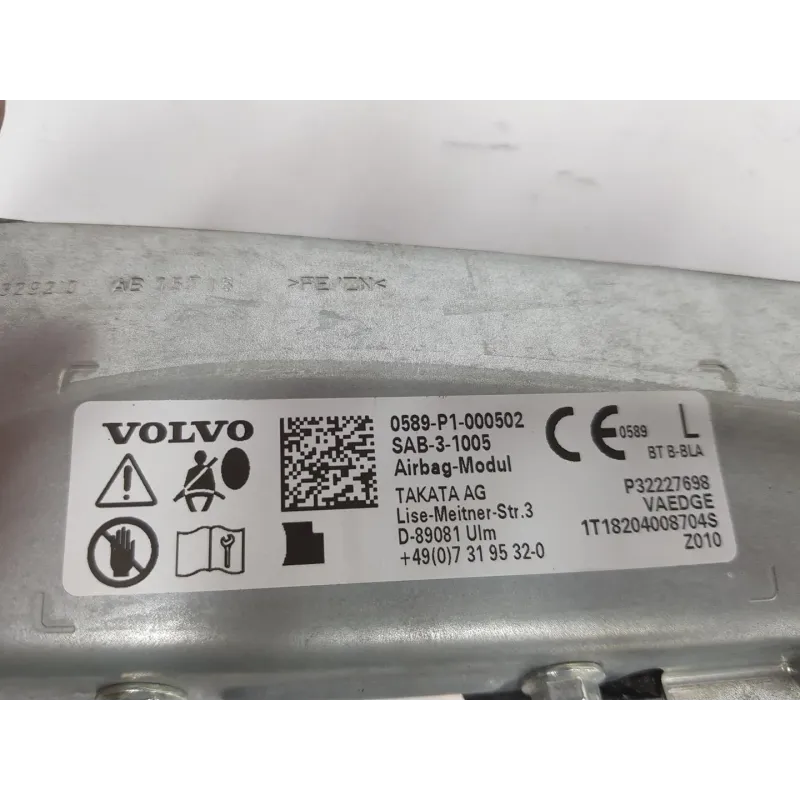 >FE/ZN<
VOLVO
0589-P1-000502
SAB-3-1005
Airbag-Modul
TAKATA AG
Lise-Meitner-Str.3
D-89081 Ulm
+49(0)7 31 95 32-0
CE 0589
L
BT B-BLA
P32227698
VAEDGE
1T18204008704S
Z010